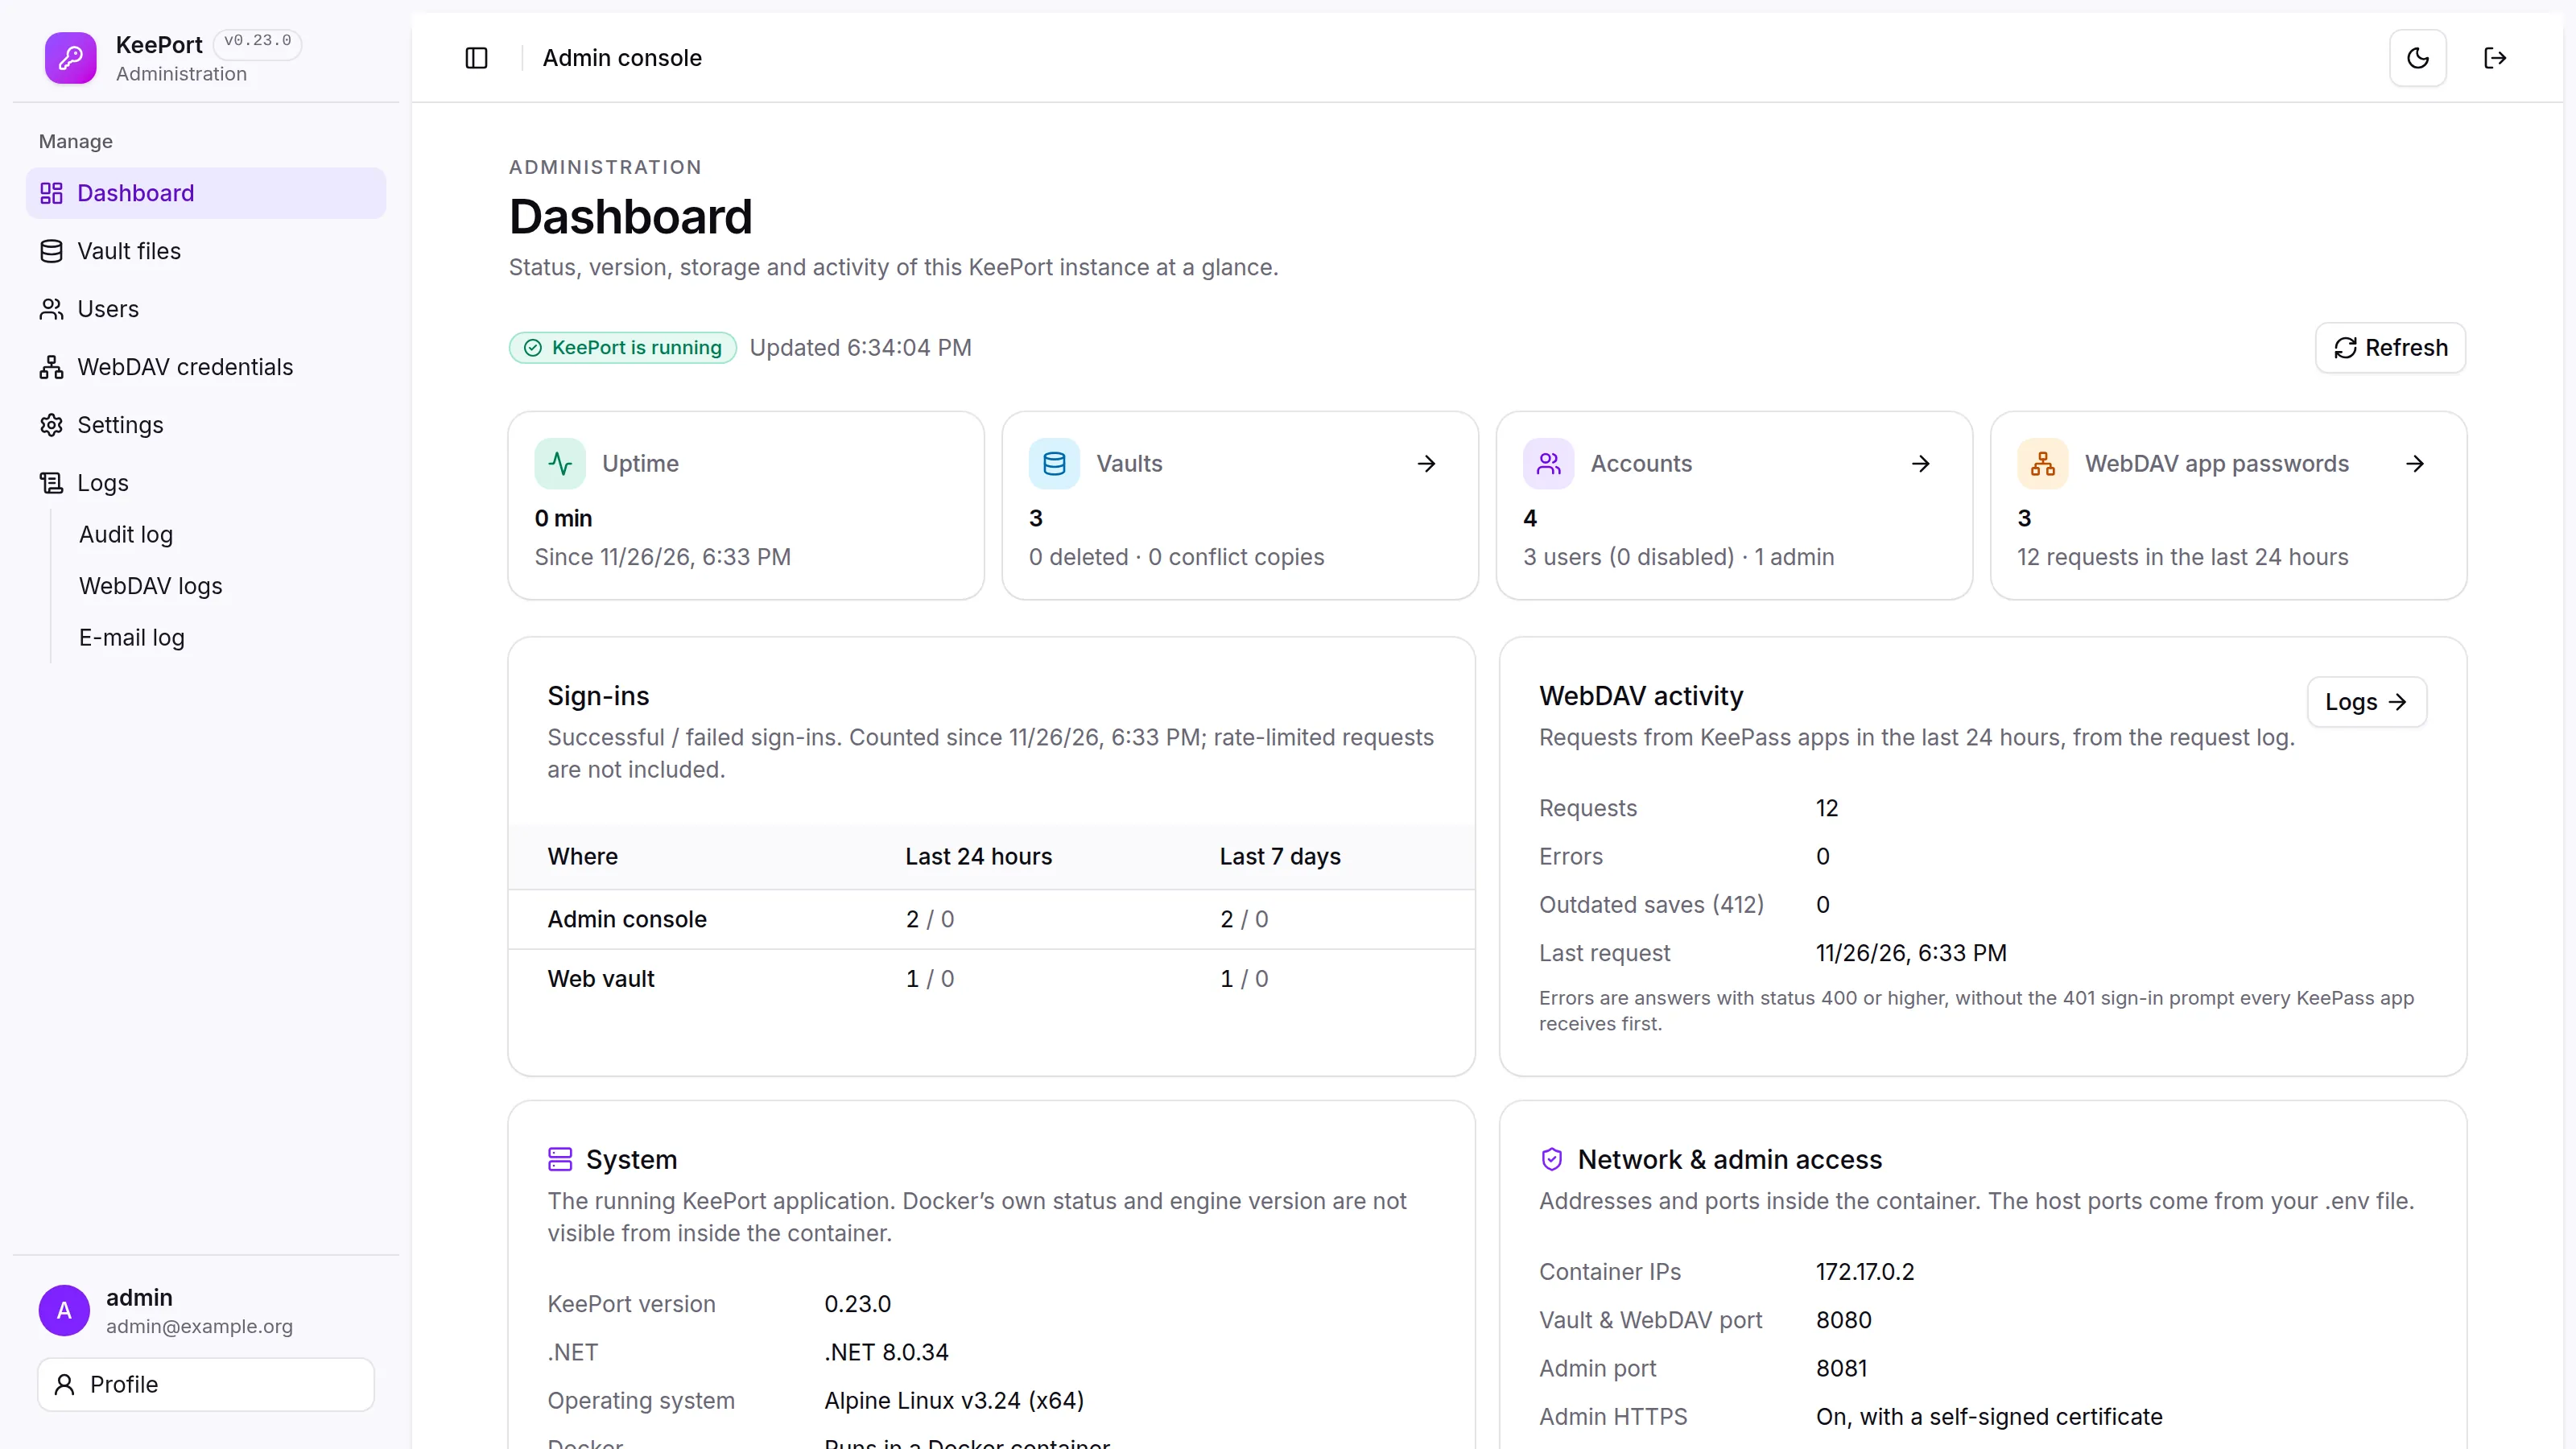 KeePort v0.23.0
Administration
Manage
Dashboard
Vault files
Users
WebDAV credentials
Settings
Logs
Audit log
WebDAV logs
E-mail log
A
admin
admin@example.org
Profile
Admin console
ADMINISTRATION
Dashboard
Status, version, storage and activity of this KeePort instance at a glance.
KeePort is running Updated 6:34:04 PM
Refresh
Uptime
0 min
Since 11/26/26, 6:33 PM
Vaults
3
0 deleted · 0 conflict copies
Accounts
4
3 users (0 disabled) · 1 admin
WebDAV app passwords
3
12 requests in the last 24 hours
Sign-ins
Successful / failed sign-ins. Counted since 11/26/26, 6:33 PM; rate-limited requests
are not included.
Where Last 24 hours Last 7 days
Admin console 2 / 0 2 / 0
Web vault 1 / 0 1 / 0
WebDAV activity
Logs
Requests from KeePass apps in the last 24 hours, from the request log.
Requests 12
Errors 0
Outdated saves (412) 0
Last request 11/26/26, 6:33 PM
Errors are answers with status 400 or higher, without the 401 sign-in prompt every KeePass app
receives first.
System
The running KeePort application. Docker’s own status and engine version are not
visible from inside the container.
KeePort version 0.23.0
.NET .NET 8.0.34
Operating system Alpine Linux v3.24 (x64)
Docker Runs in a Docker container
Network & admin access
Addresses and ports inside the container. The host ports come from your .env file.
Container IPs 172.17.0.2
Vault & WebDAV port 8080
Admin port 8081
Admin HTTPS On, with a self-signed certificate